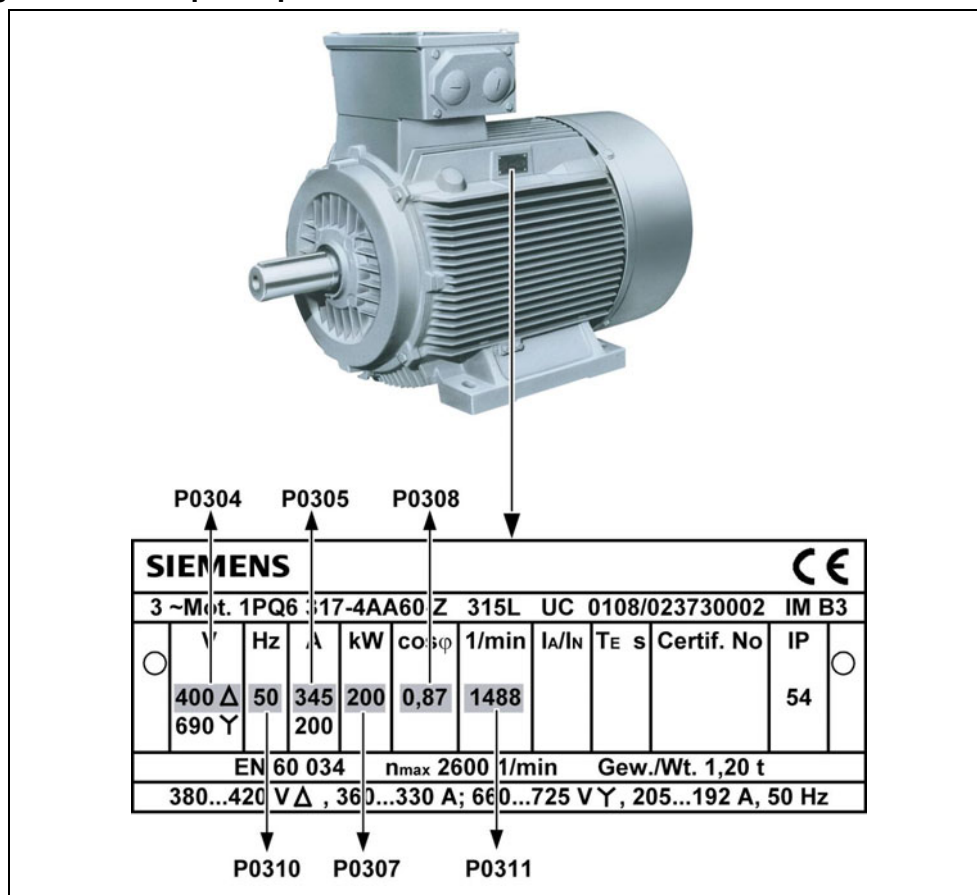 P0304 P0305 P0308
SIEMENS CE
3 ~Mot. 1PQ6 317-4AA60-Z 315L UC 0108/023730002 IM B3
V Hz A kW cosφ 1/min IA/IN TE s Certif. No IP
400 Δ 50 345 200 0,87 1488 54
690 Y 200
EN 60 034 nmax 2600 1/min Gew./Wt. 1,20 t
380...420 V Δ , 360...330 A; 660...725 V Y, 205...192 A, 50 Hz
P0310 P0307 P0311